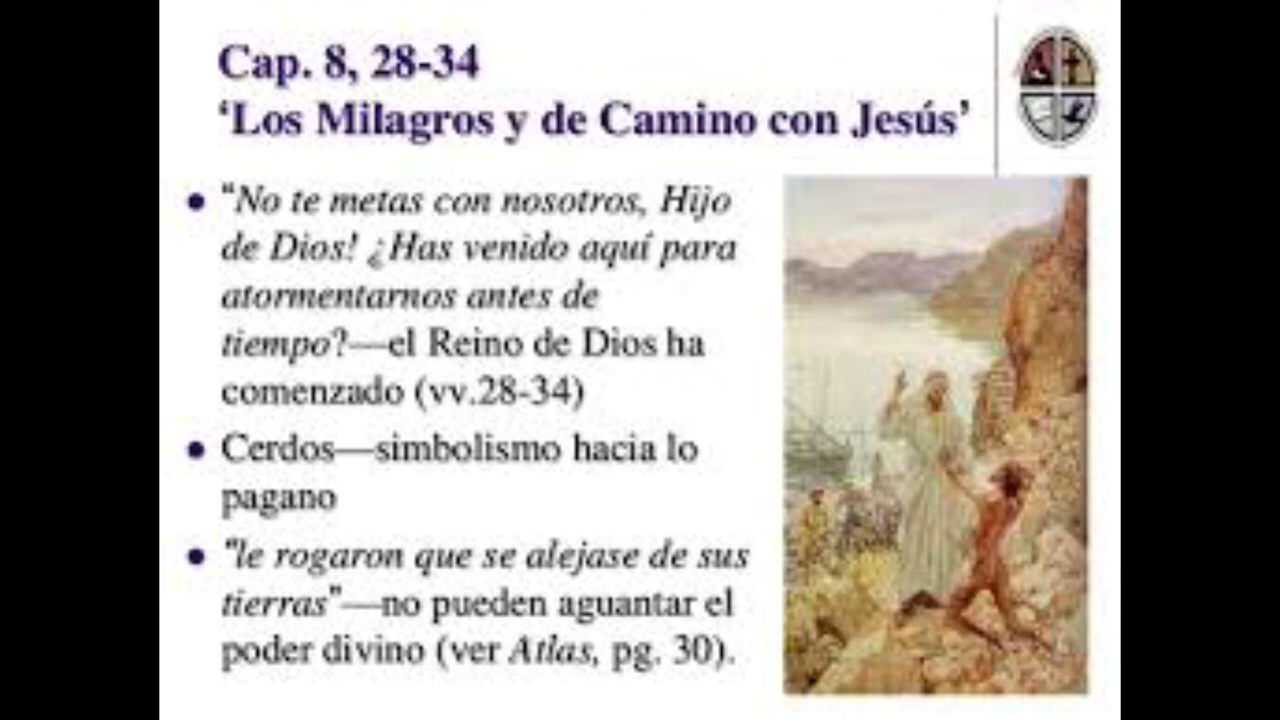 Cap. 8, 28-34
‘Los Milagros y de Camino con Jesús’
● “No te metas con nosotros, Hijo
de Dios! ¿Has venido aquí para
atormentarnos antes de
tiempo?—el Reino de Dios ha
comenzado (vv.28-34)
● Cerdos—simbolismo hacia lo
pagano
● “le rogaron que se alejase de sus
tierras”—no pueden aguantar el
poder divino (ver Atlas, pg. 30).